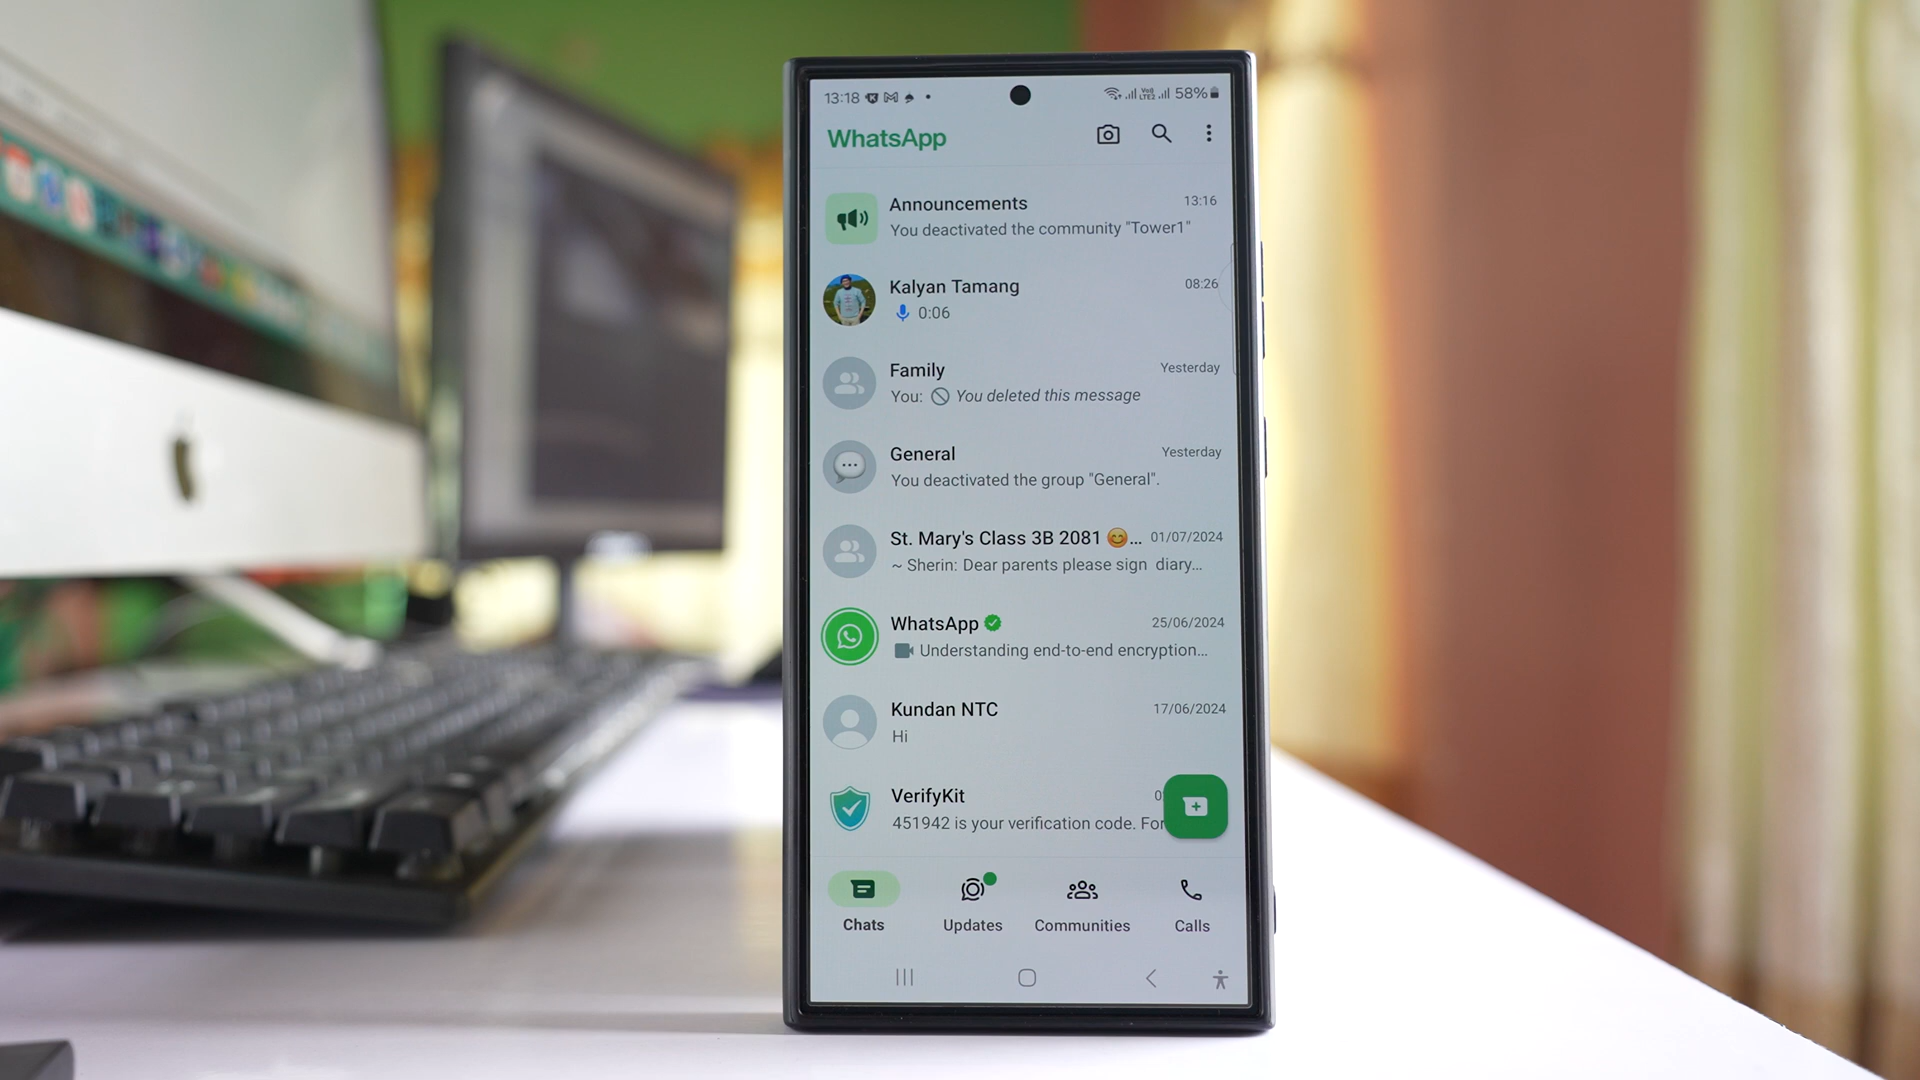 13:18
VoB
LTE2
58%
WhatsApp
Announcements 13:16
You deactivated the community "Tower1"
Kalyan Tamang 08:26
0:06
Family Yesterday
You: You deleted this message
General Yesterday
You deactivated the group "General".
St. Mary's Class 3B 2081 😊... 01/07/2024
~ Sherin: Dear parents please sign diary...
WhatsApp 25/06/2024
Understanding end-to-end encryption...
Kundan NTC 17/06/2024
Hi
VerifyKit 0
451942 is your verification code. For
Chats Updates Communities Calls